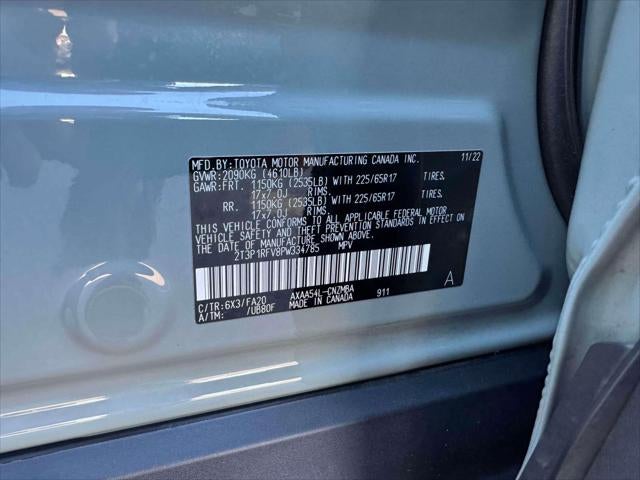 MFD.BY:TOYOTA MOTOR MANUFACTURING CANADA INC. 11/22
GVWR:2090KG (4610LB)
GAWR:FRT. 1150KG (2535LB) WITH 225/65R17 TIRES.
17x7.0J RIMS
RR. 1150KG (2535LB) WITH 225/65R17 TIRES.
17x7.0J RIMS
THIS VEHICLE CONFORMS TO ALL APPLICABLE FEDERAL MOTOR
VEHICLE SAFETY AND THEFT PREVENTION STANDARDS IN
EFFECT ON THE DATE OF MANUFACTURE SHOWN ABOVE.
2T3P1RFV8PW334785 MPV
C/TR:6X3/FA20 AXAA54L-CNZMBA A
A/TM: /UB80F MADE IN CANADA 911